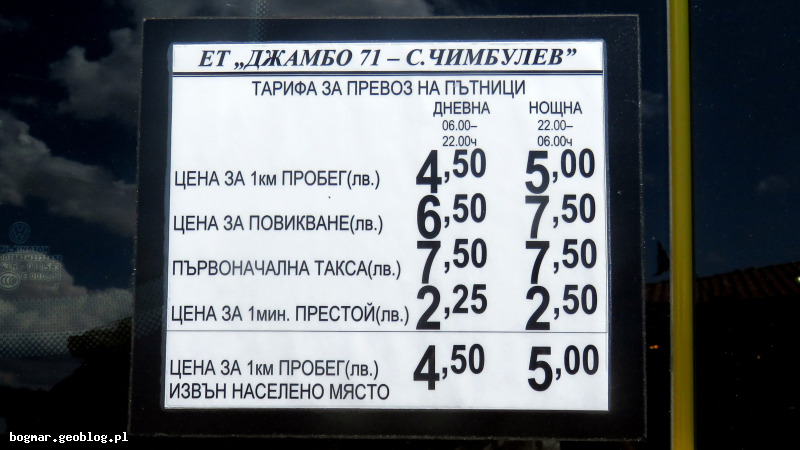 ЕТ „ДЖАМБО 71 – С.ЧИМБУЛЕВ”
ТАРИФА ЗА ПРЕВОЗ НА ПЪТНИЦИ
ДНЕВНА НОЩНА
06.00– 22.00–
22.00ч 06.00ч
ЦЕНА ЗА 1км ПРОБЕГ(лв.) 4,50 5,00
ЦЕНА ЗА ПОВИКВАНЕ(лв.) 6,50 7,50
ПЪРВОНАЧАЛНА ТАКСА(лв.) 7,50 7,50
ЦЕНА ЗА 1мин. ПРЕСТОЙ(лв.) 2,25 2,50
ЦЕНА ЗА 1км ПРОБЕГ(лв.) 4,50 5,00
ИЗВЪН НАСЕЛЕНО МЯСТО
bogmar.geoblog.pl